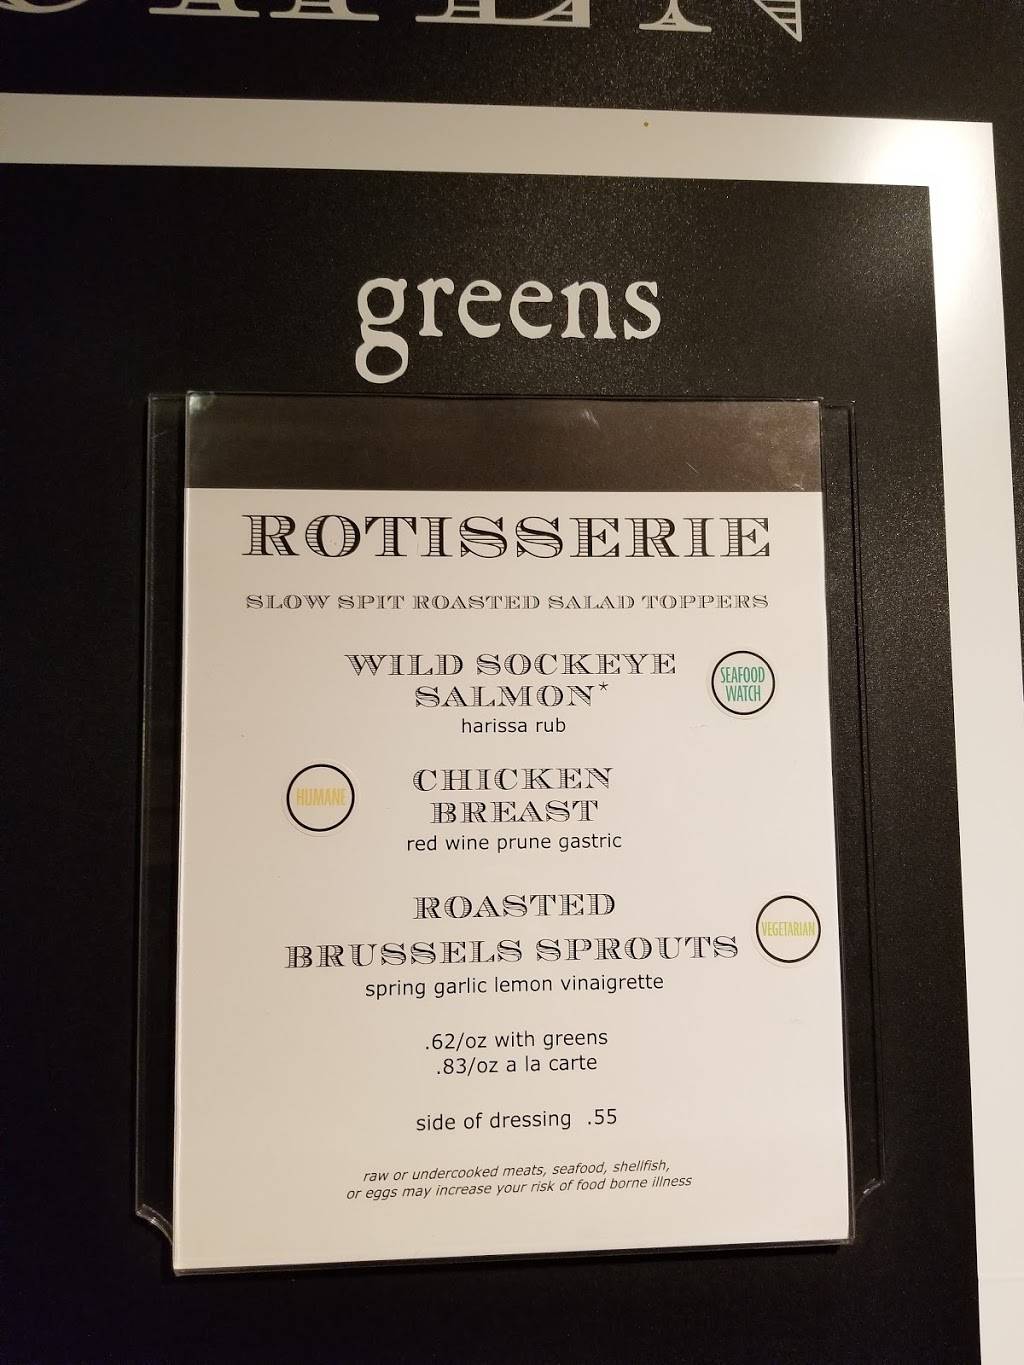 greens
ROTISSERIE
SLOW SPIT ROASTED SALAD TOPPERS
WILD SOCKEYE
SALMON*
SEAFOOD
WATCH
harissa rub
HUMANE
CHICKEN
BREAST
red wine prune gastric
ROASTED
BRUSSELS SPROUTS
VEGETARIAN
spring garlic lemon vinaigrette
.62/oz with greens
.83/oz a la carte
side of dressing .55
raw or undercooked meats, seafood, shellfish,
or eggs may increase your risk of food borne illness